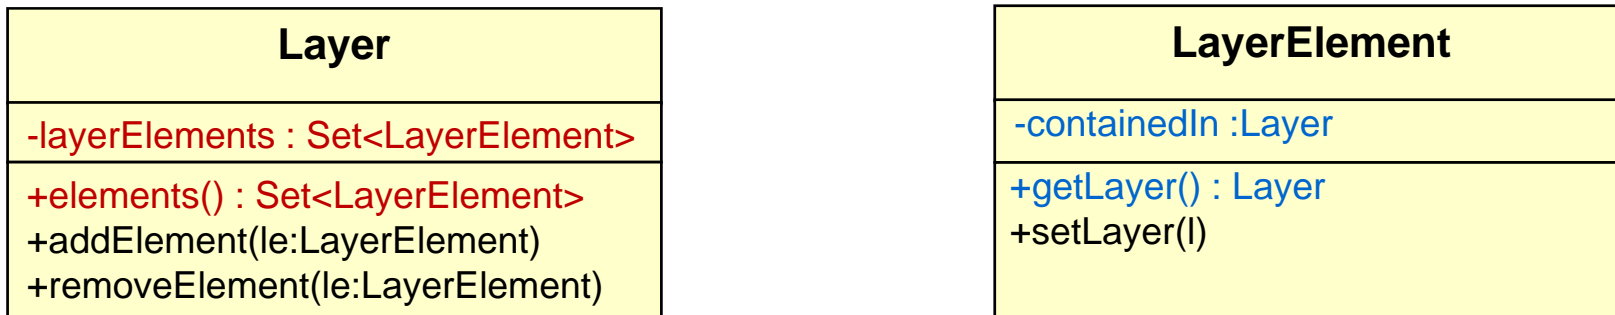 Layer
-layerElements : Set<LayerElement>
+elements() : Set<LayerElement>
+addElement(le:LayerElement)
+removeElement(le:LayerElement)
LayerElement
-containedIn :Layer
+getLayer() : Layer
+setLayer(l)